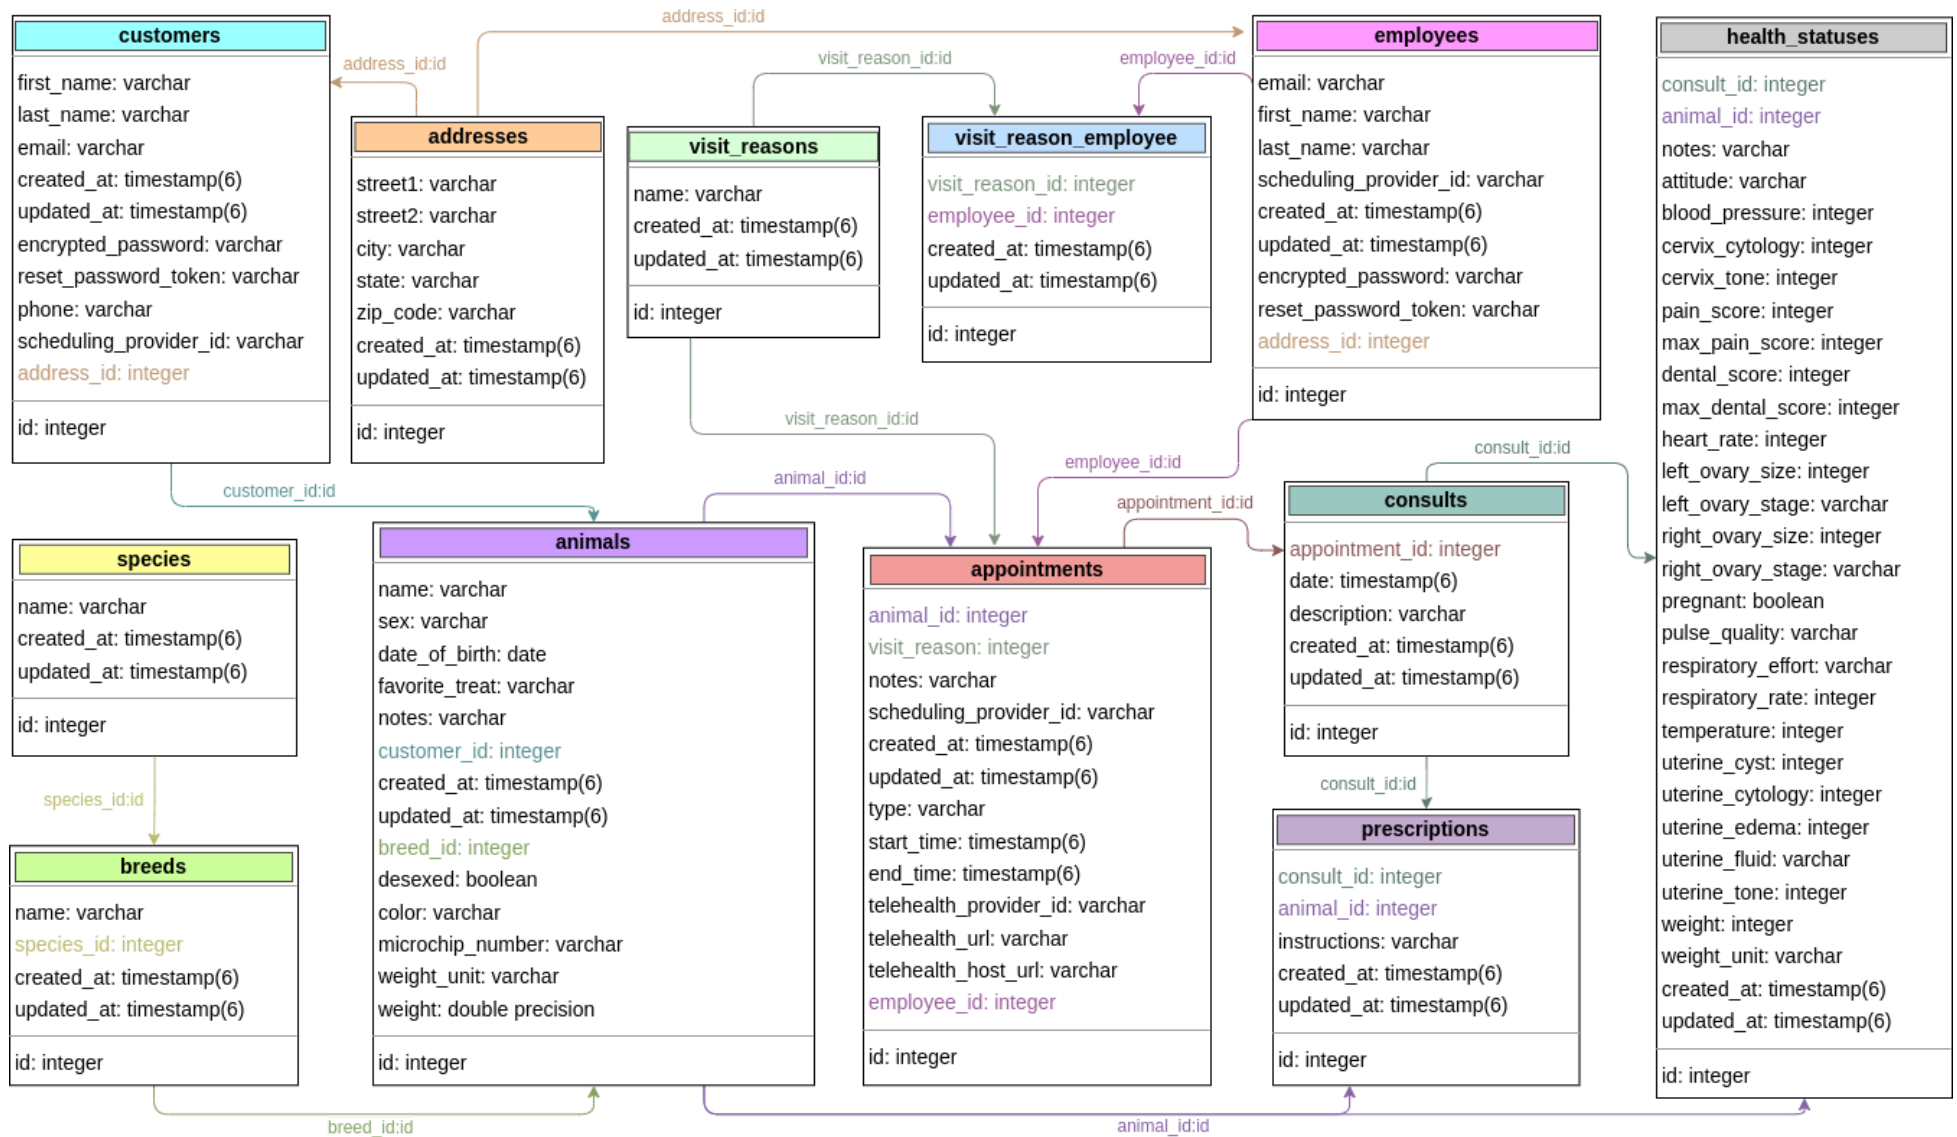 address_id:id
customers
first_name: varchar
last_name: varchar
email: varchar
created_at: timestamp(6)
updated_at: timestamp(6)
encrypted_password: varchar
reset_password_token: varchar
phone: varchar
scheduling_provider_id: varchar
address_id: integer
id: integer
address_id:id
addresses
street1: varchar
street2: varchar
city: varchar
state: varchar
zip_code: varchar
created_at: timestamp(6)
updated_at: timestamp(6)
id: integer
visit_reason_id:id
visit_reasons
name: varchar
created_at: timestamp(6)
updated_at: timestamp(6)
id: integer
employee_id:id
visit_reason_employee
visit_reason_id: integer
employee_id: integer
created_at: timestamp(6)
updated_at: timestamp(6)
id: integer
employees
email: varchar
first_name: varchar
last_name: varchar
scheduling_provider_id: varchar
created_at: timestamp(6)
updated_at: timestamp(6)
encrypted_password: varchar
reset_password_token: varchar
address_id: integer
id: integer
health_statuses
consult_id: integer
animal_id: integer
notes: varchar
attitude: varchar
blood_pressure: integer
cervix_cytology: integer
cervix_tone: integer
pain_score: integer
max_pain_score: integer
dental_score: integer
max_dental_score: integer
heart_rate: integer
left_ovary_size: integer
left_ovary_stage: varchar
right_ovary_size: integer
right_ovary_stage: varchar
pregnant: boolean
pulse_quality: varchar
respiratory_effort: varchar
respiratory_rate: integer
temperature: integer
uterine_cyst: integer
uterine_cytology: integer
uterine_edema: integer
uterine_fluid: varchar
uterine_tone: integer
weight: integer
weight_unit: varchar
created_at: timestamp(6)
updated_at: timestamp(6)
id: integer
visit_reason_id:id
employee_id:id
consult_id:id
customer_id:id
animal_id:id
appointment_id:id
species
name: varchar
created_at: timestamp(6)
updated_at: timestamp(6)
id: integer
species_id:id
breeds
name: varchar
species_id: integer
created_at: timestamp(6)
updated_at: timestamp(6)
id: integer
breed_id:id
animals
name: varchar
sex: varchar
date_of_birth: date
favorite_treat: varchar
notes: varchar
customer_id: integer
created_at: timestamp(6)
updated_at: timestamp(6)
breed_id: integer
desexed: boolean
color: varchar
microchip_number: varchar
weight_unit: varchar
weight: double precision
id: integer
appointments
animal_id: integer
visit_reason: integer
notes: varchar
scheduling_provider_id: varchar
created_at: timestamp(6)
updated_at: timestamp(6)
type: varchar
start_time: timestamp(6)
end_time: timestamp(6)
telehealth_provider_id: varchar
telehealth_url: varchar
telehealth_host_url: varchar
employee_id: integer
id: integer
consults
appointment_id: integer
date: timestamp(6)
description: varchar
created_at: timestamp(6)
updated_at: timestamp(6)
id: integer
consult_id:id
prescriptions
consult_id: integer
animal_id: integer
instructions: varchar
created_at: timestamp(6)
updated_at: timestamp(6)
id: integer
animal_id:id